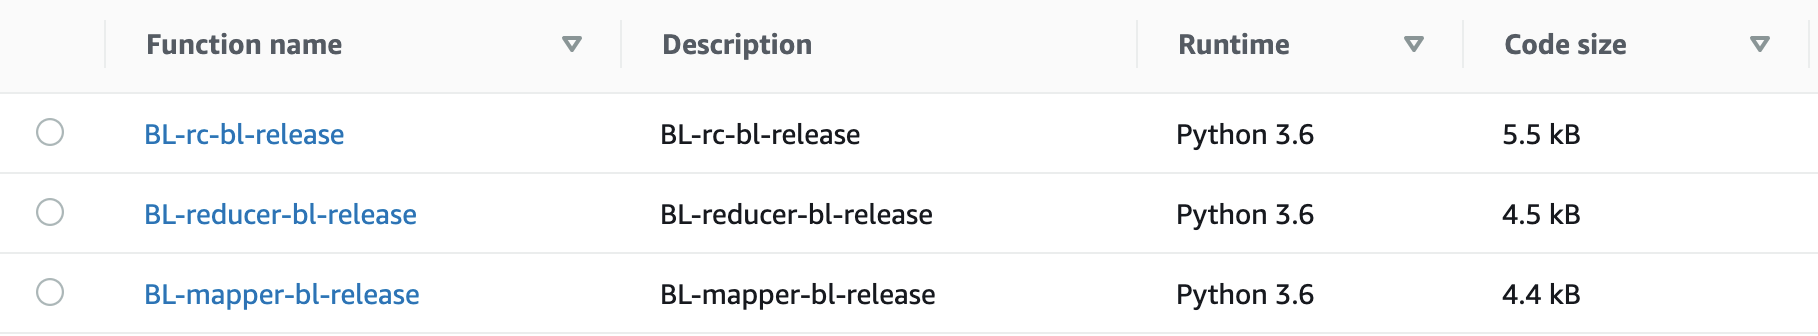 Function name Description Runtime Code size
BL-rc-bl-release BL-rc-bl-release Python 3.6 5.5 kB
BL-reducer-bl-release BL-reducer-bl-release Python 3.6 4.5 kB
BL-mapper-bl-release BL-mapper-bl-release Python 3.6 4.4 kB